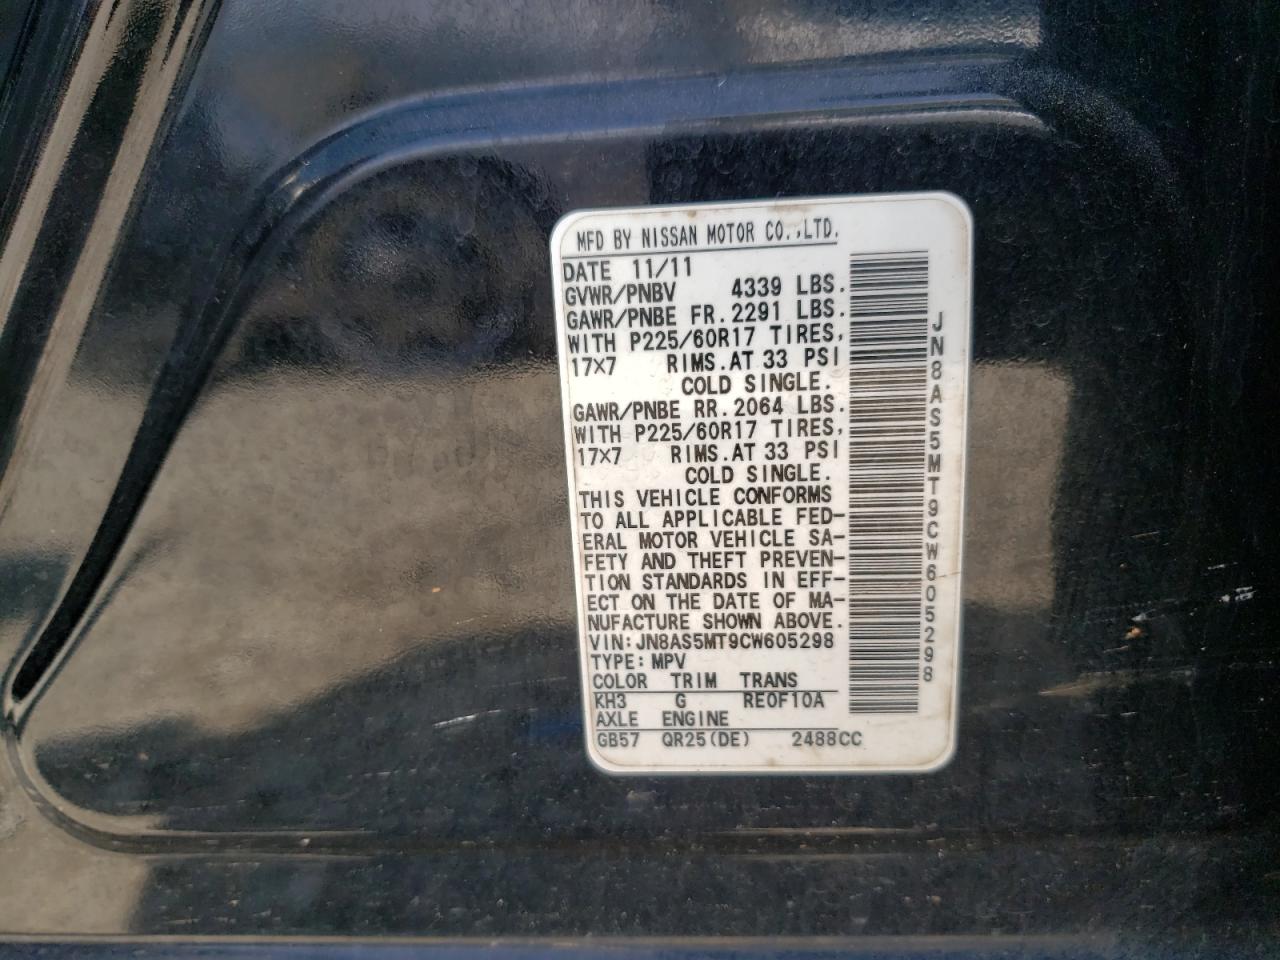 MFD BY NISSAN MOTOR CO.,LTD.
DATE 11/11
GVWR/PNBV 4339 LBS.
GAWR/PNBE FR.2291 LBS.
WITH P225/60R17 TIRES,
17×7 RIMS.AT 33 PSI
COLD SINGLE.
GAWR/PNBE RR.2064 LBS.
WITH P225/60R17 TIRES,
17×7 RIMS.AT 33 PSI
COLD SINGLE.
THIS VEHICLE CONFORMS
TO ALL APPLICABLE FED-
ERAL MOTOR VEHICLE SA-
FETY AND THEFT PREVEN-
TION STANDARDS IN EFF-
ECT ON THE DATE OF MA-
NUFACTURE SHOWN ABOVE.
VIN:JN8AS5MT9CW605298
TYPE:MPV
COLOR TRIM TRANS
KH3 G RE0F10A
AXLE ENGINE
GB57 QR25(DE) 2488CC
JN8AS5MT9CW605298